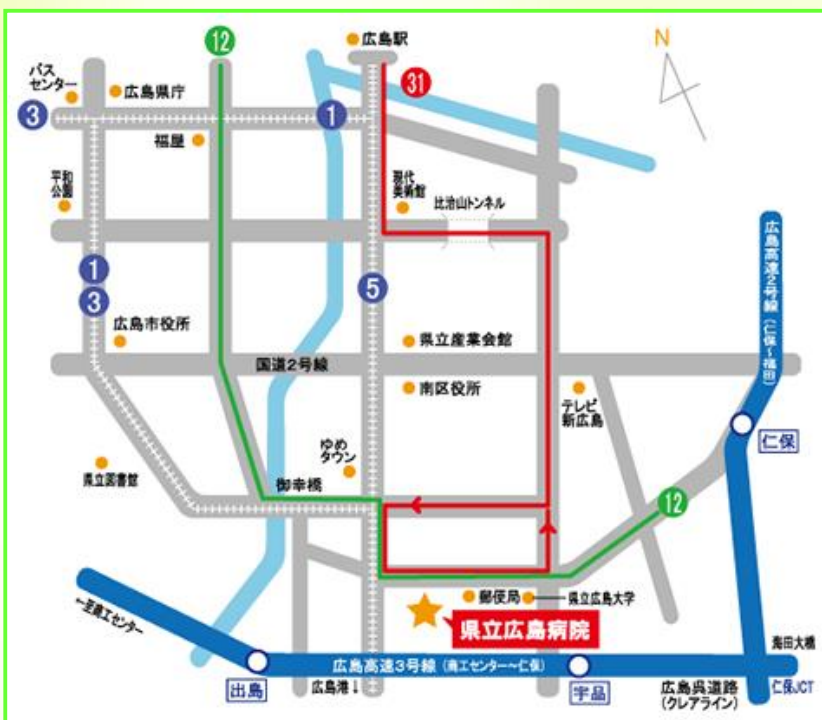 12
広島駅
N
バス
センター
広島県庁
31
3
1
福屋
平和
公園
現代
美術館
比治山トンネル
1
3
5
広島高速2号線(仁保~福田)
広島市役所
県立産業会館
国道2号線
南区役所
テレビ
新広島
仁保
ゆめ
タウン
県立図書館
御幸橋
12
郵便局
県立広島大学
県立広島病院
←至商工センター
海田大橋
広島高速3号線(商工センター~仁保)
出島
広島港↓
宇品
広島呉道路
(クレアライン)
仁保JCT